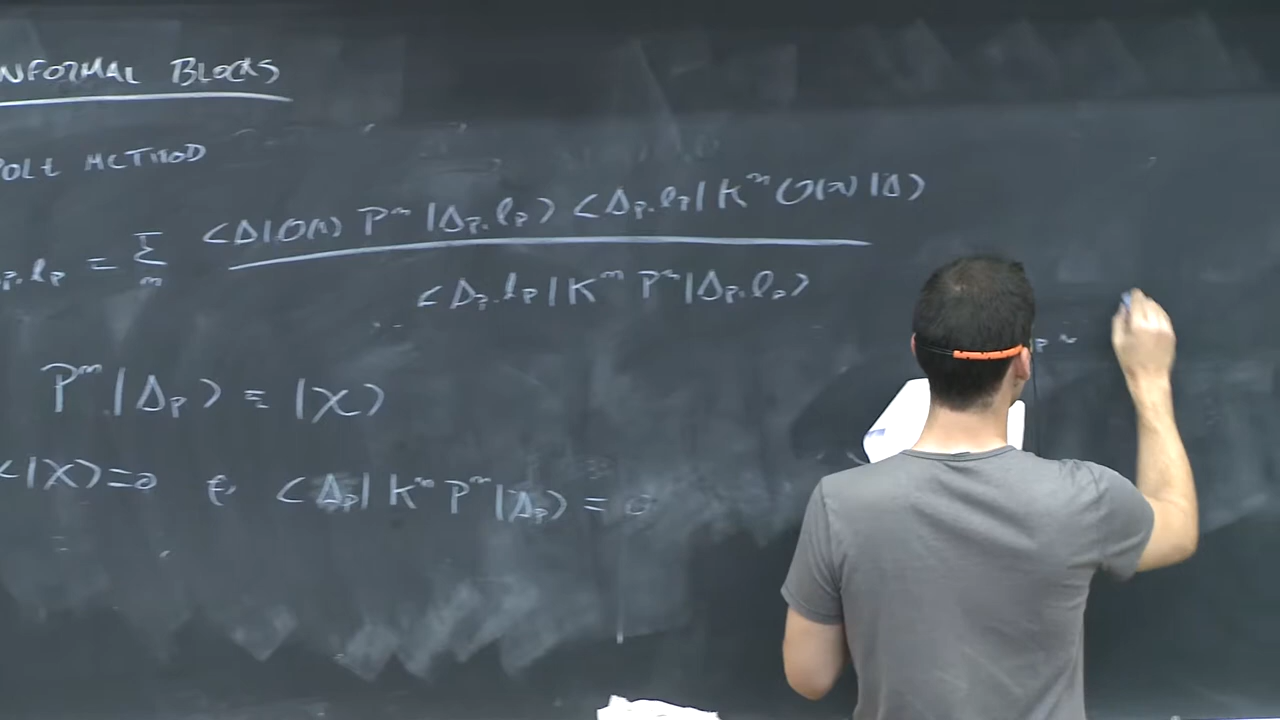 NFORMAL BLOCKS
POLE METHOD
P, ℓ_P = Σ_m ⟨Δ|O(1) P^m |Δ_P, ℓ_P⟩ ⟨Δ_P, ℓ_P| K^m O(x) |Δ⟩
⟨Δ_P, ℓ_P| K^m P^m |Δ_P, ℓ_P⟩
P^m |Δ_P⟩ = |χ⟩
⟨|χ⟩ = 0 e ⟨Δ_P| K^m P^m |Δ_P⟩ = 0
P ~